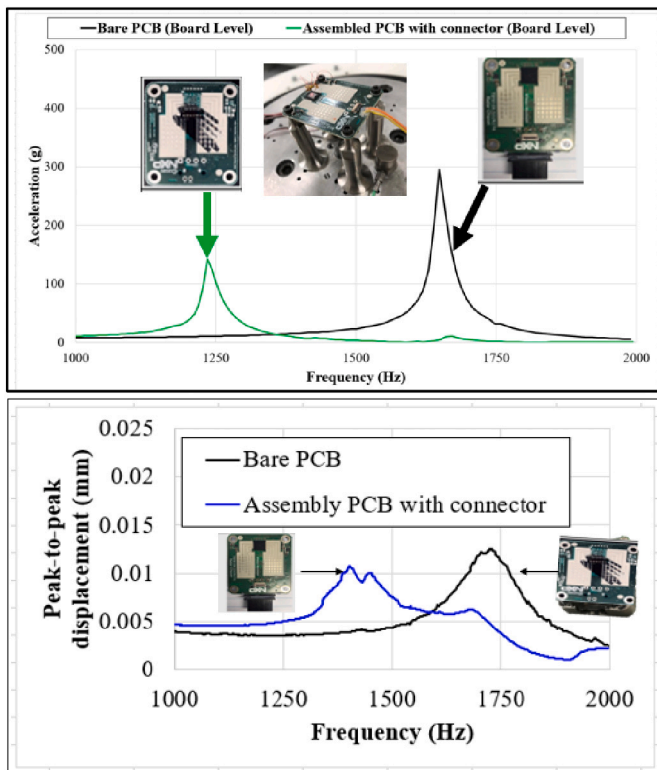 Bare PCB (Board Level) Assembled PCB with connector (Board Level)
500
400
300
200
100
0
Acceleration (g)
1000 1250 1500 1750 2000
Frequency (Hz)
0.025
0.02
0.015
0.01
0.005
0
Peak-to-peak
displacement (mm)
Bare PCB
Assembly PCB with connector
1000 1250 1500 1750 2000
Frequency (Hz)